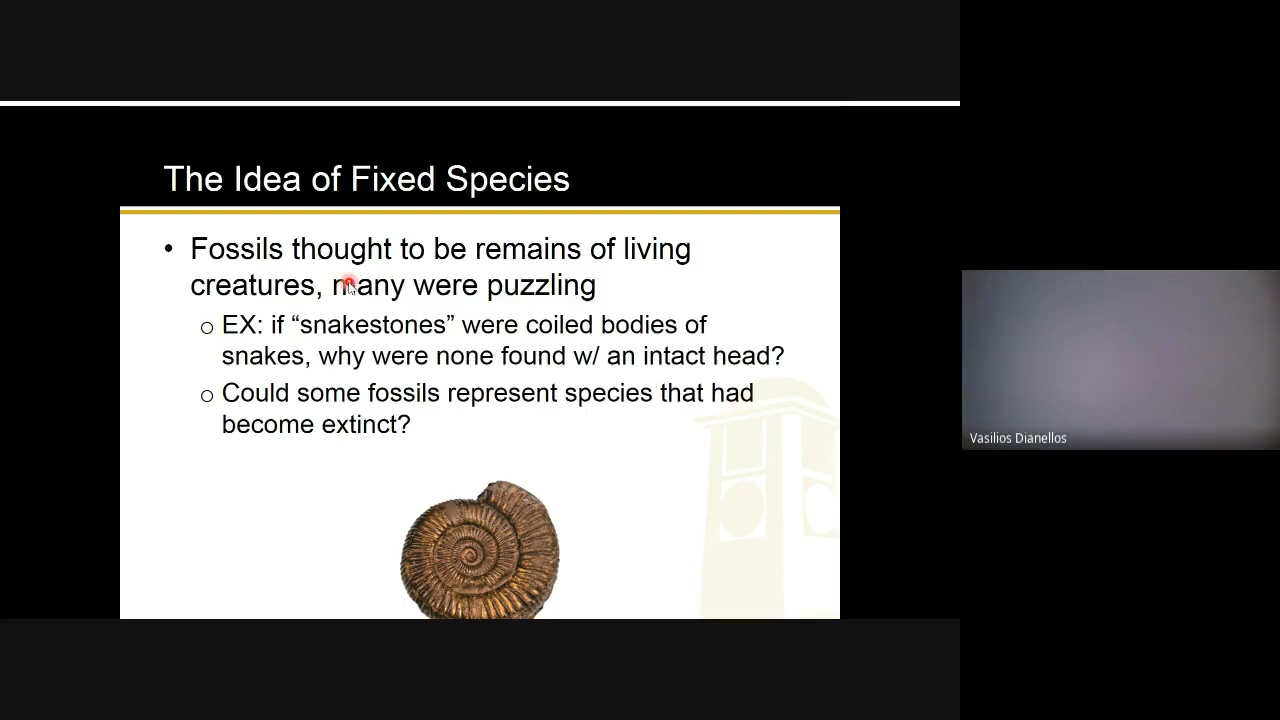 The Idea of Fixed Species
• Fossils thought to be remains of living
creatures, many were puzzling
o EX: if “snakestones” were coiled bodies of
snakes, why were none found w/ an intact head?
o Could some fossils represent species that had
become extinct?
Vasilios Dianellos